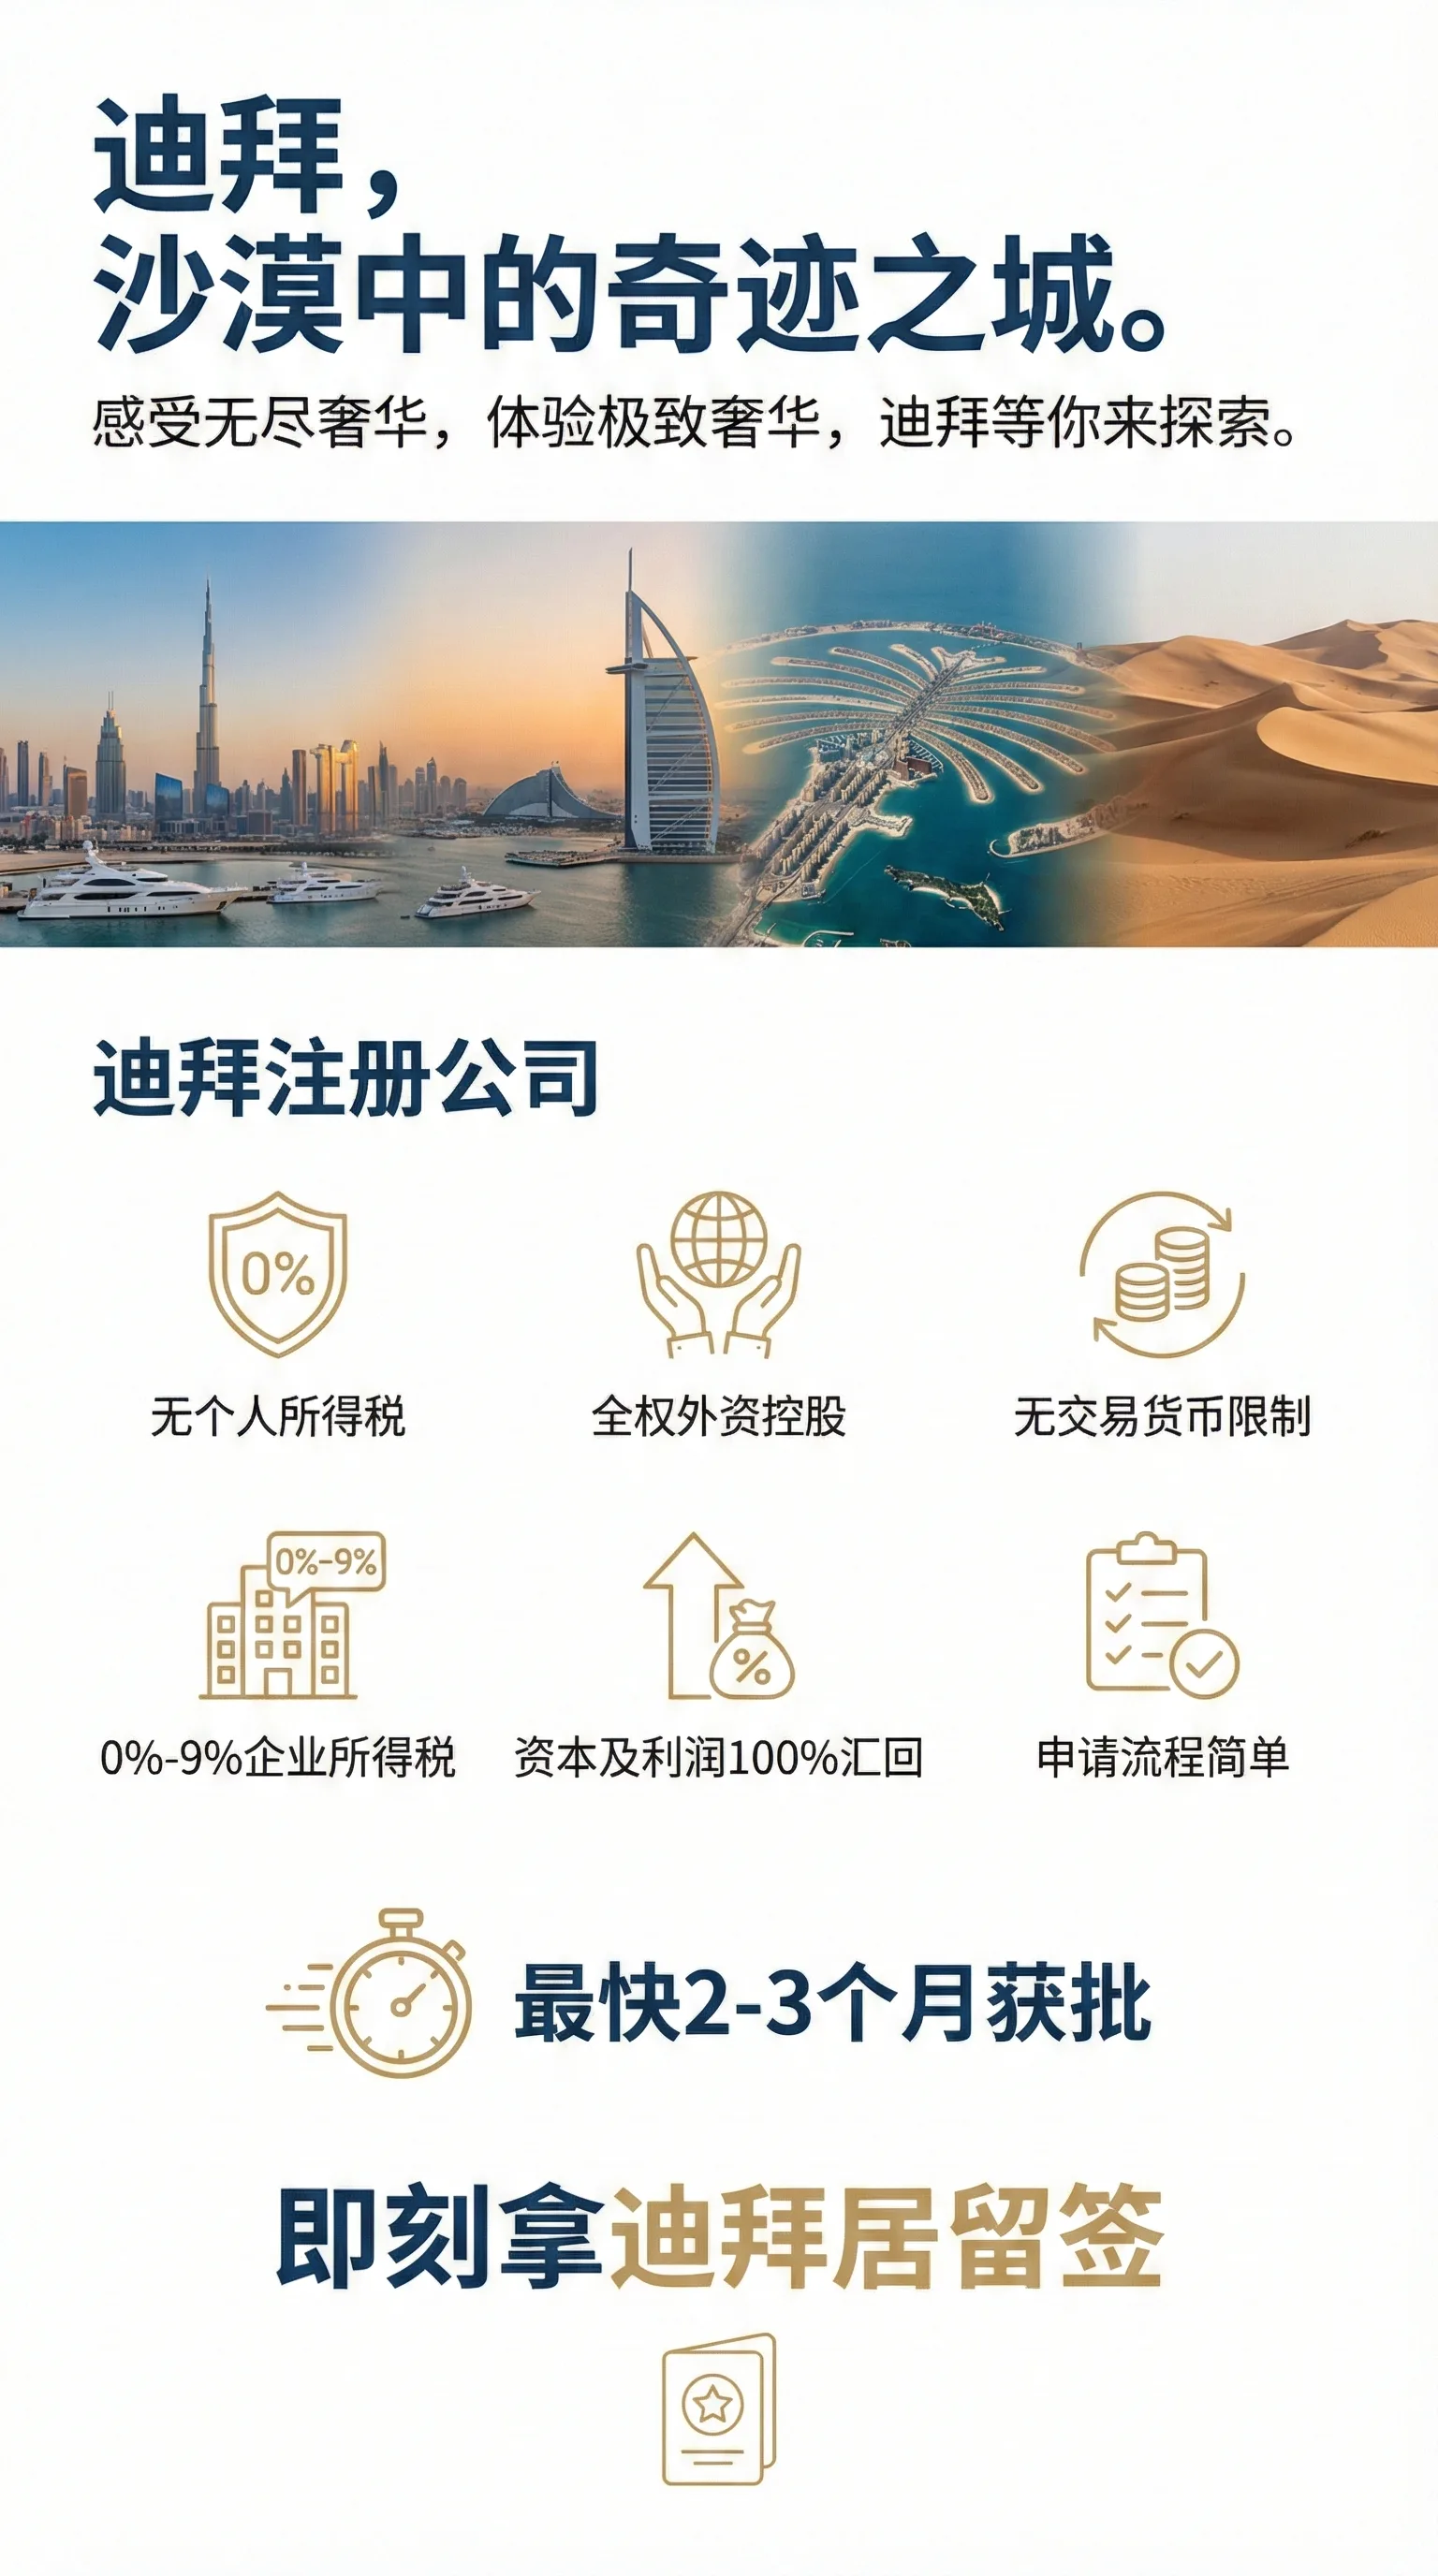 迪拜，
沙漠中的奇迹之城。
感受无尽奢华，体验极致奢华，迪拜等你来探索。
迪拜注册公司
0%
无个人所得税
全权外资控股
无交易货币限制
0%-9%
0%-9%企业所得税
%
资本及利润100%汇回
申请流程简单
最快2-3个月获批
即刻拿迪拜居留签